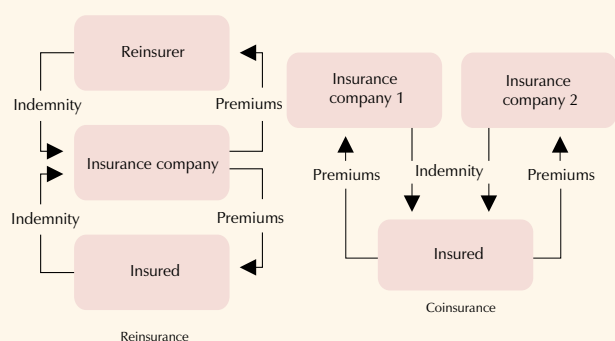 Reinsurer
Indemnity
Premiums
Insurance company
Indemnity
Premiums
Insured
Reinsurance
Insurance
company 1
Insurance
company 2
Premiums
Indemnity
Premiums
Insured
Coinsurance